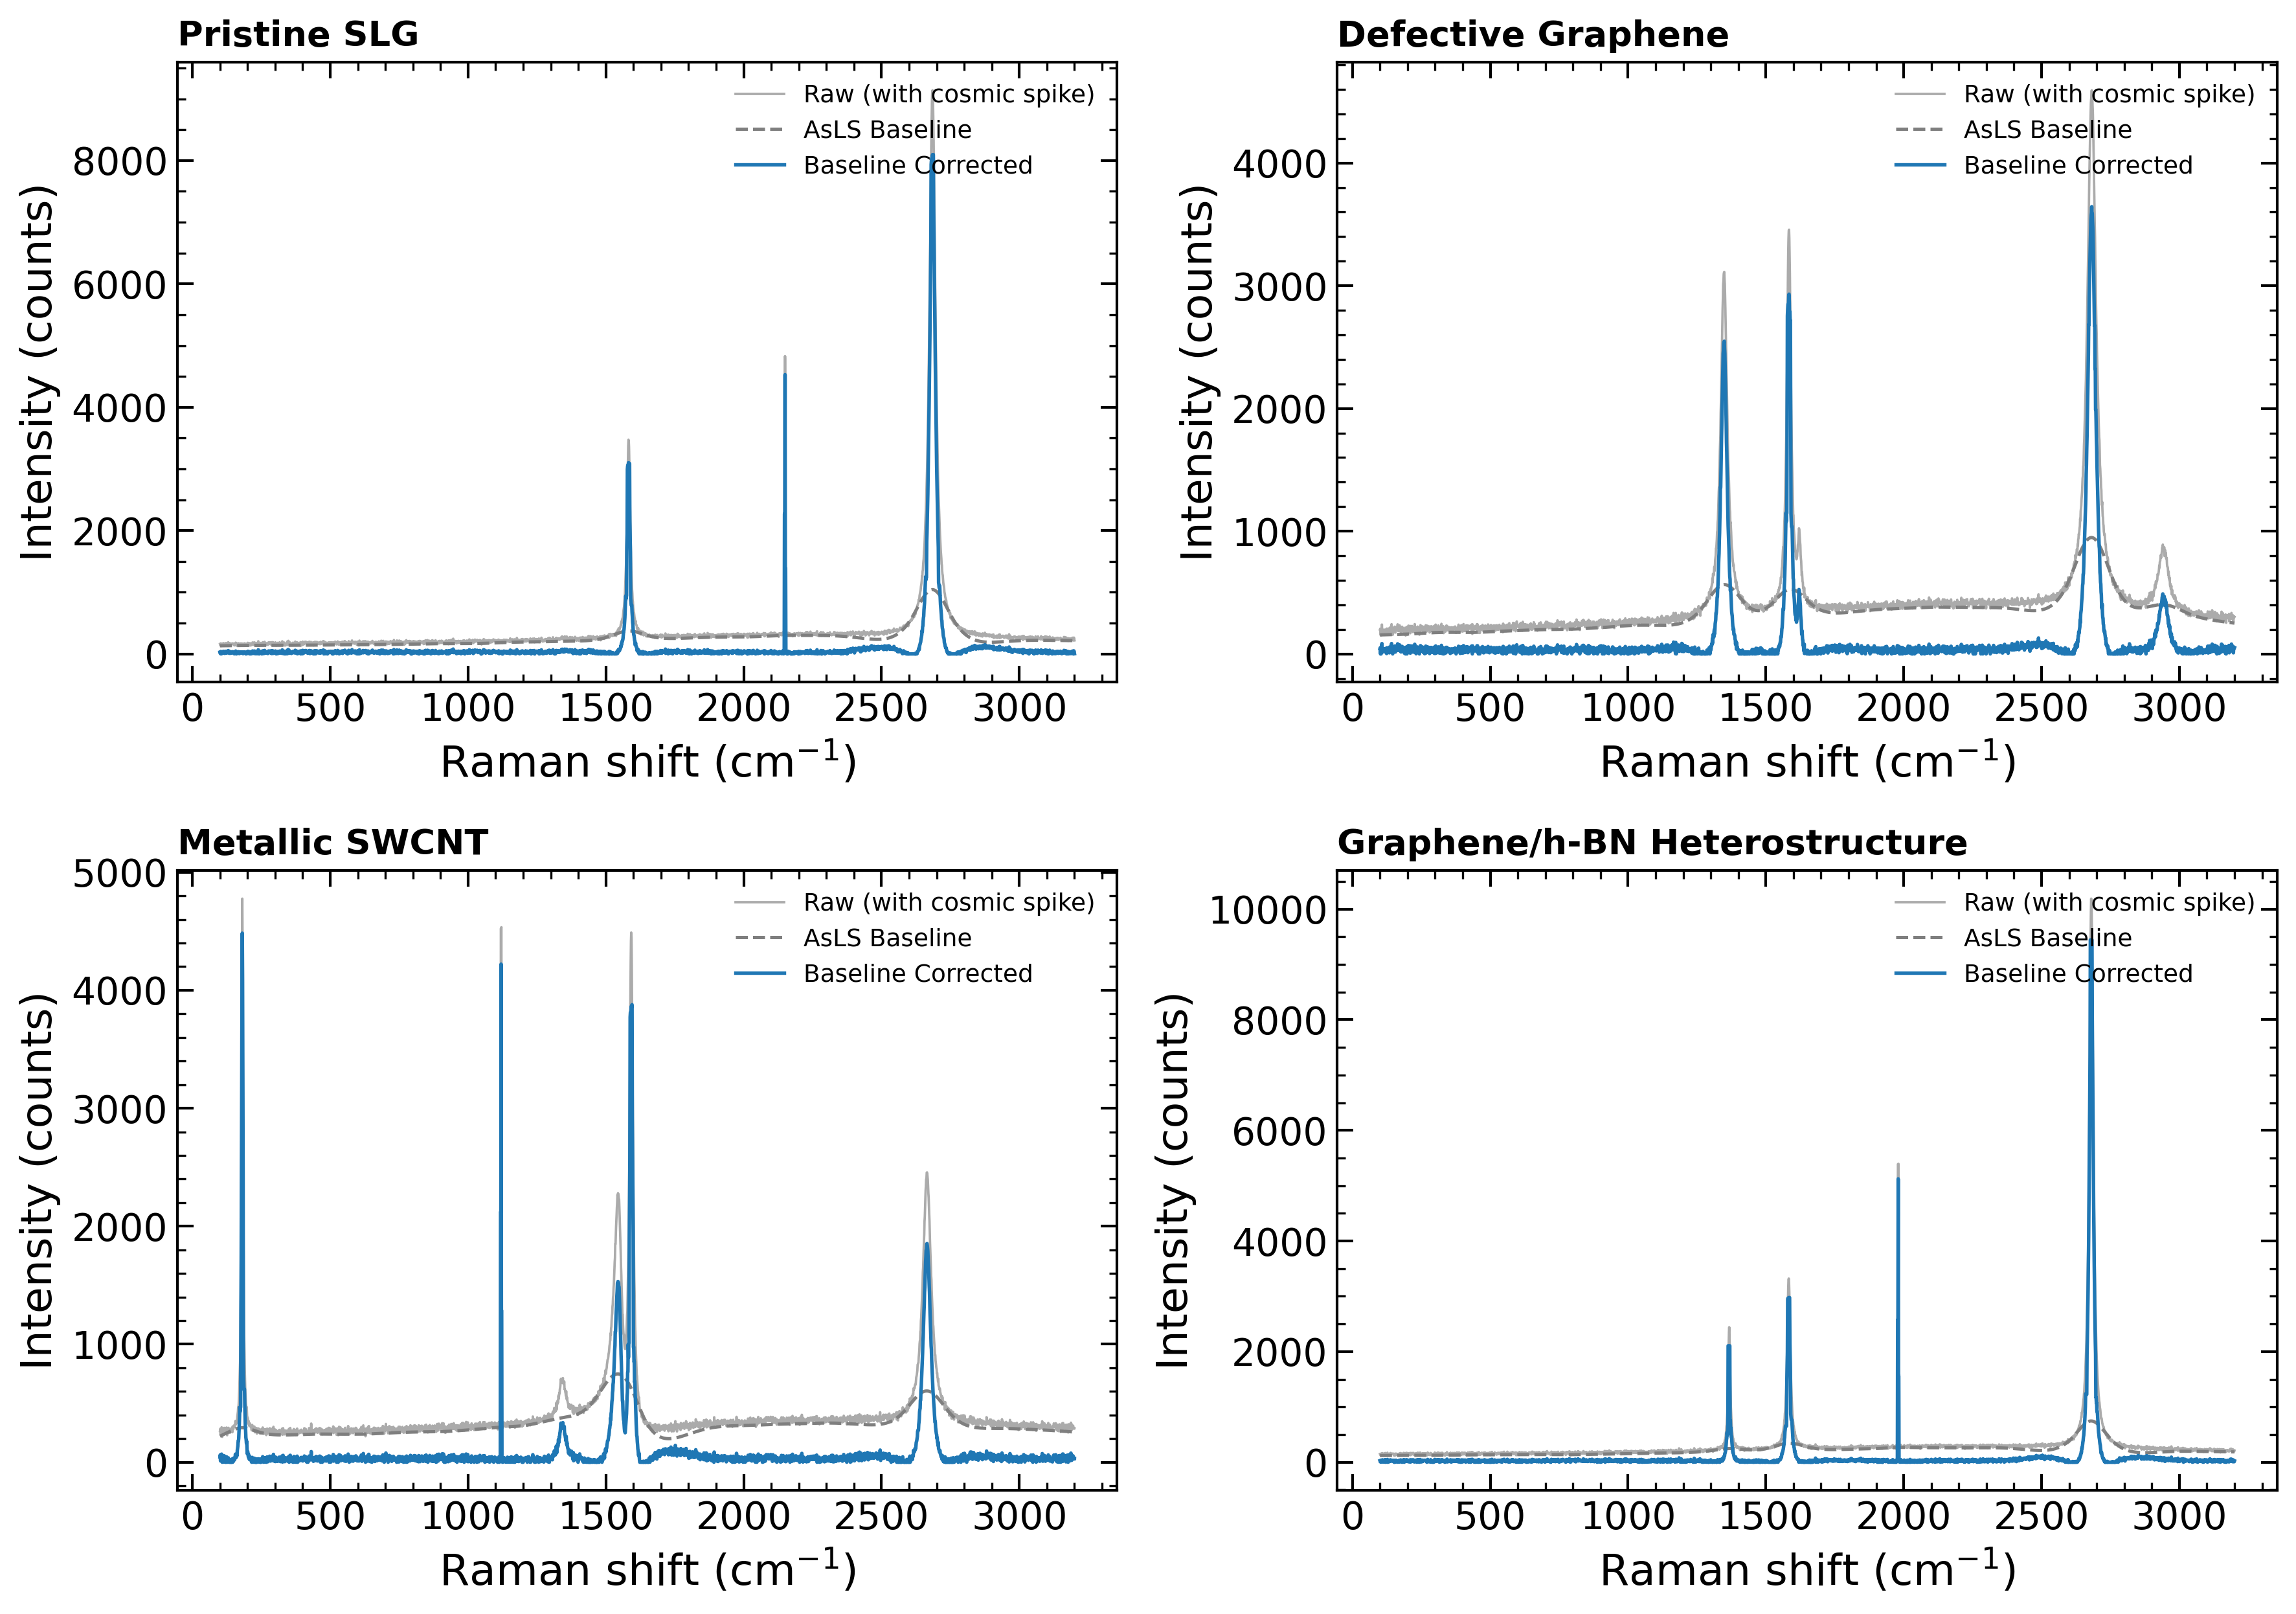 Pristine SLG
Intensity (counts)
8000
6000
4000
2000
0
Raw (with cosmic spike)
AsLS Baseline
Baseline Corrected
0 500 1000 1500 2000 2500 3000
Raman shift (cm⁻¹)
Defective Graphene
Intensity (counts)
4000
3000
2000
1000
0
Raw (with cosmic spike)
AsLS Baseline
Baseline Corrected
0 500 1000 1500 2000 2500 3000
Raman shift (cm⁻¹)
Metallic SWCNT
Intensity (counts)
5000
4000
3000
2000
1000
0
Raw (with cosmic spike)
AsLS Baseline
Baseline Corrected
0 500 1000 1500 2000 2500 3000
Raman shift (cm⁻¹)
Graphene/h-BN Heterostructure
Intensity (counts)
10000
8000
6000
4000
2000
0
Raw (with cosmic spike)
AsLS Baseline
Baseline Corrected
0 500 1000 1500 2000 2500 3000
Raman shift (cm⁻¹)